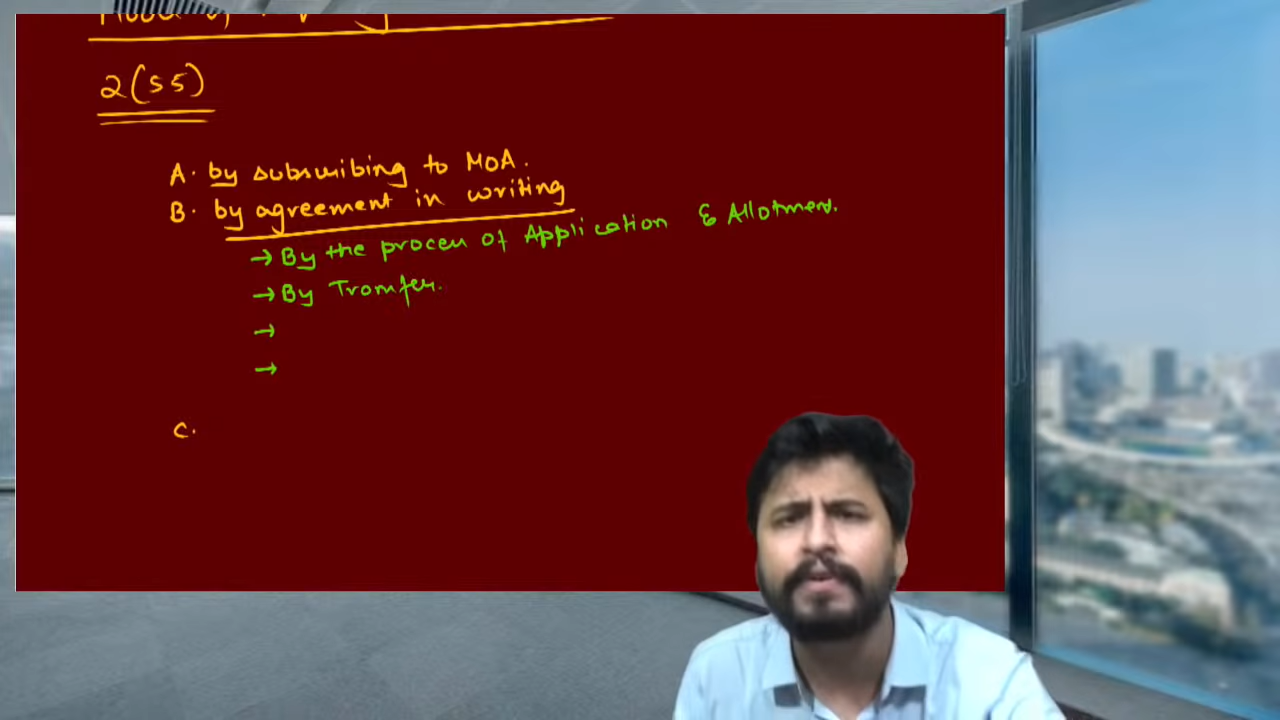 2(55)
A. by subscribing to MOA.
B. by agreement in writing
→ By the process of Application & Allotment.
→ By Transfer.
→
→
C.